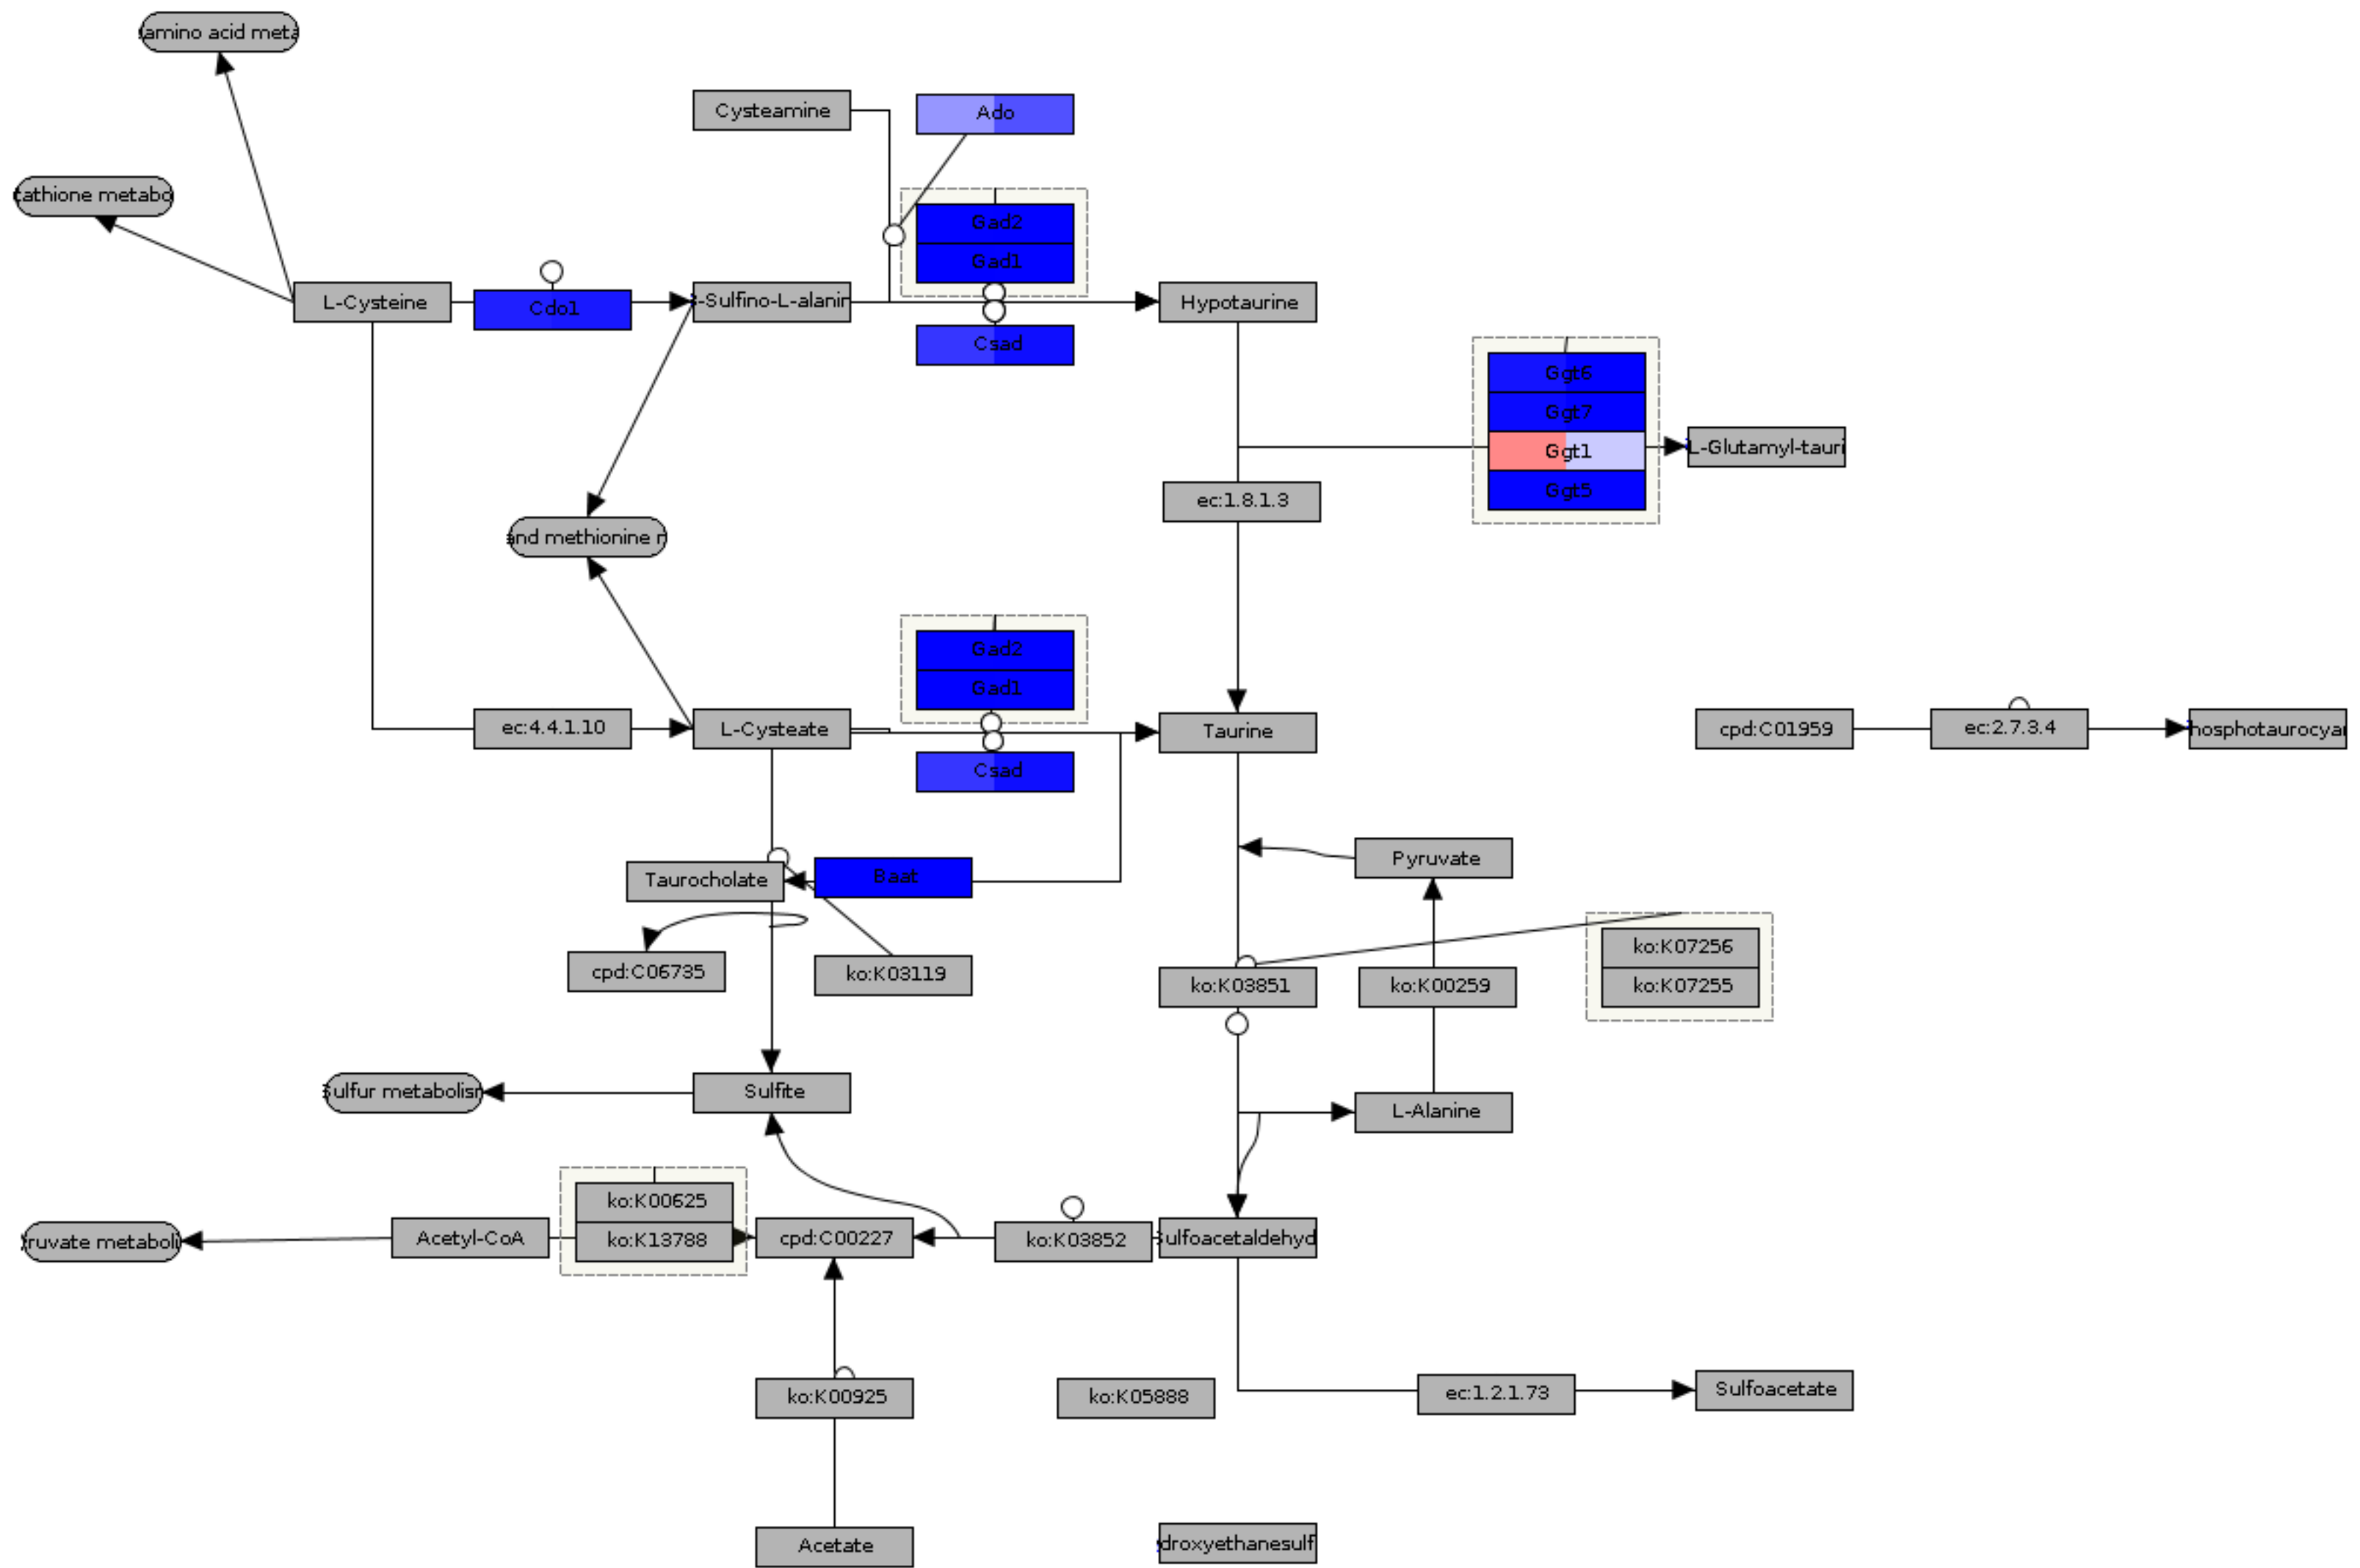 amino acid meta
Cysteamine
Ado
tathione metabo
Gad2
Gad1
L-Cysteine
Cdo1
-Sulfino-L-alanin
Hypotaurine
Csad
Ggt6
Ggt7
Ggt1
Ggt5
L-Glutamyl-tauri
ec:1.8.1.3
and methionine m
Gad2
Gad1
ec:4.4.1.10
L-Cysteate
Taurine
cpd:C01959
ec:2.7.3.4
hosphotaurocyar
Csad
Pyruvate
Taurocholate
Baat
ko:K07256
cpd:C06735
ko:K03119
ko:K03851
ko:K00259
ko:K07255
Sulfur metabolism
Sulfite
L-Alanine
ko:K00625
ruvate metaboli
Acetyl-CoA
ko:K13788
cpd:C00227
ko:K03852
ulfoacetaldehyd
ko:K00925
ko:K05888
ec:1.2.1.73
Sulfoacetate
Acetate
droxyethanesulf